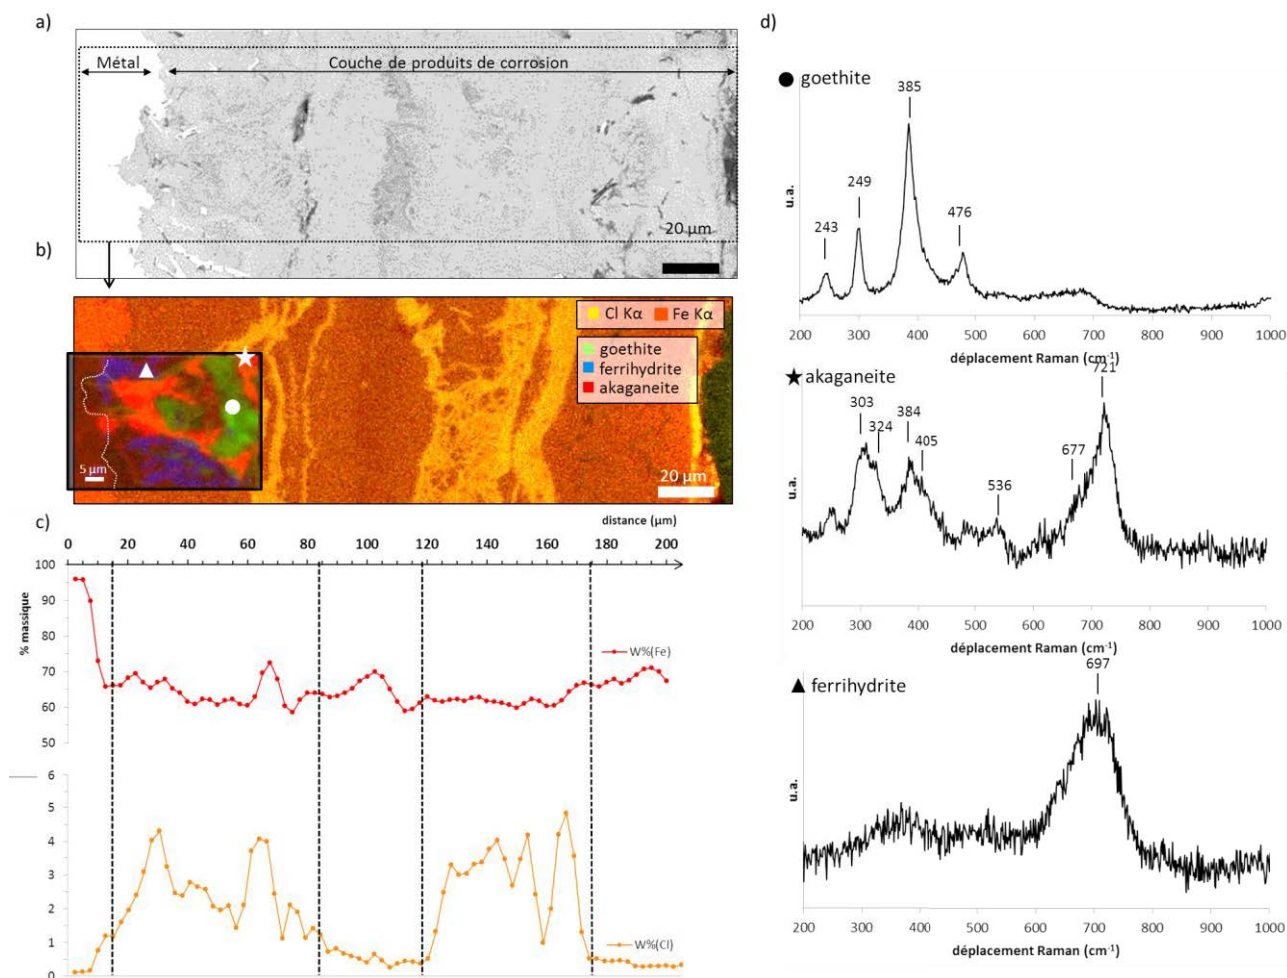 a)
Métal
Couche de produits de corrosion
20 µm
b)
Cl Kα Fe Kα
goethite
ferrihydrite
akaganeite
5 µm
20 µm
c)
distance (µm)
0 20 40 60 80 100 120 140 160 180 200
% massique
100
90
80
70
60
50
W%(Fe)
6
5
4
3
2
1
0
W%(Cl)
d)
goethite
385
249
243
476
u.a.
200 300 400 500 600 700 800 900 1000
déplacement Raman (cm⁻¹)
akaganeite
721
303
384
324
405
677
536
u.a.
200 300 400 500 600 700 800 900 1000
déplacement Raman (cm⁻¹)
ferrihydrite
697
u.a.
200 300 400 500 600 700 800 900 1000
déplacement Raman (cm⁻¹)